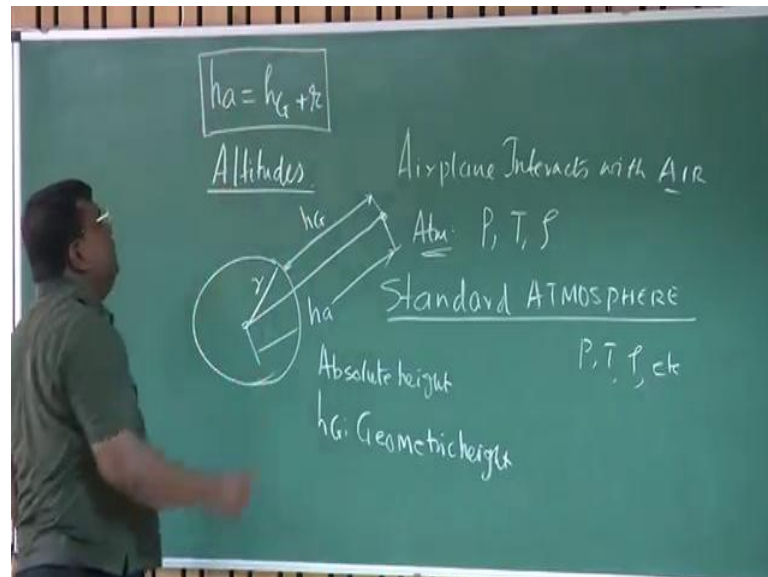 ha = hG + r
Altitudes.
Airplane Interacts with AIR
Atm. P, T, ρ
Standard ATMOSPHERE
P, T, ρ, etc
hG
r
ha
Absolute height
hG: Geometric height